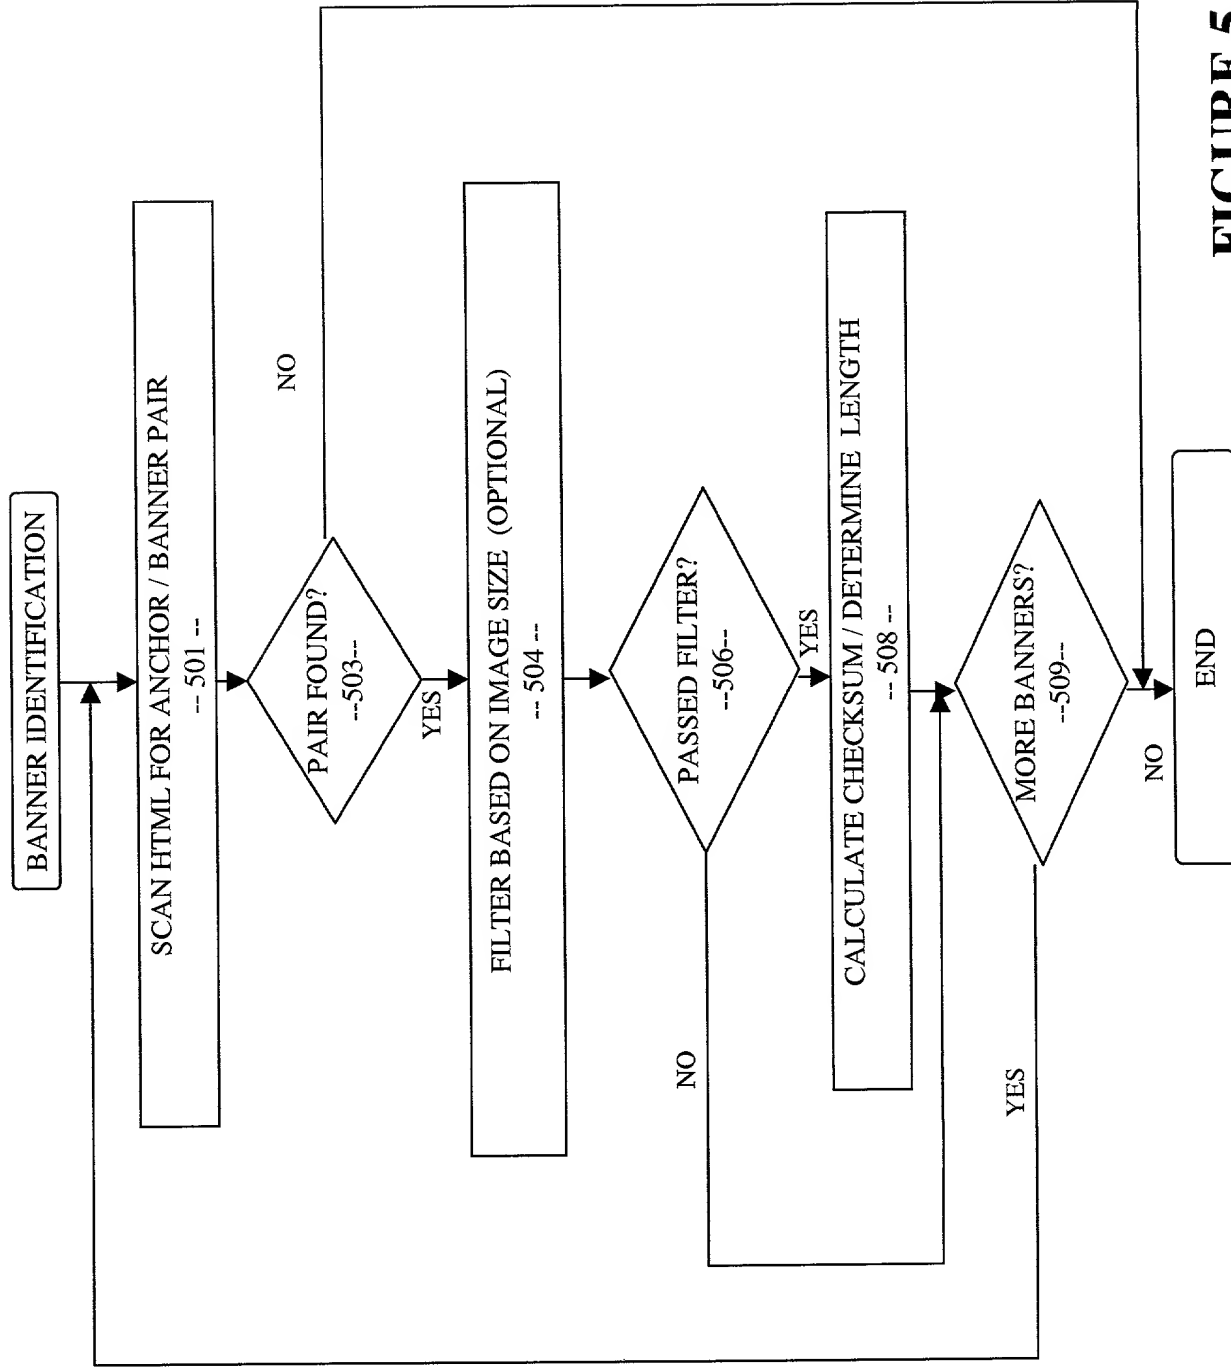 BANNER IDENTIFICATION
SCAN HTML FOR ANCHOR / BANNER PAIR
-- 501 --
PAIR FOUND?
--503--
NO
YES
FILTER BASED ON IMAGE SIZE (OPTIONAL)
-- 504 --
PASSED FILTER?
--506--
NO
YES
CALCULATE CHECKSUM / DETERMINE LENGTH
-- 508 --
MORE BANNERS?
--509--
YES
NO
END
FIGURE 5